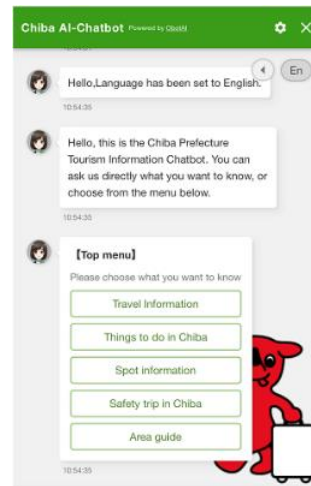 Chiba AI-Chatbot Powered by ObotAI
Hello,Language has been set to English.
En
10:54:35
Hello, this is the Chiba Prefecture
Tourism Information Chatbot. You can
ask us directly what you want to know, or
choose from the menu below.
10:54:35
【Top menu】
Please choose what you want to know
Travel Information
Things to do in Chiba
Spot information
Safety trip in Chiba
Area guide
10:54:35